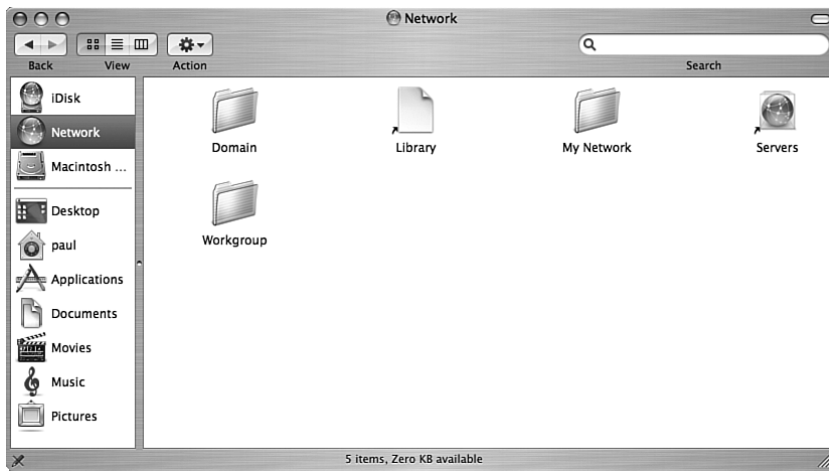 Network
Back View Action Search
iDisk
Network
Macintosh ...
Desktop
paul
Applications
Documents
Movies
Music
Pictures
Domain Library My Network Servers
Workgroup
5 items, Zero KB available